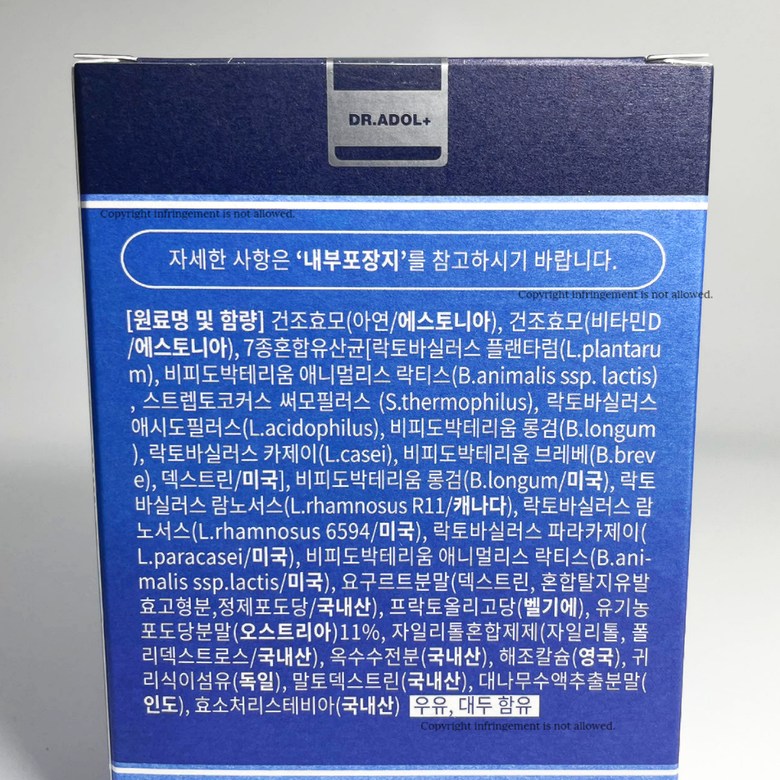 DR.ADOL+
Copyright infringement is not allowed.
자세한 사항은 ‘내부포장지’를 참고하시기 바랍니다.
Copyright infringement is not allowed.
[원료명 및 함량] 건조효모(아연/에스토니아), 건조효모(비타민D
/에스토니아), 7종혼합유산균[락토바실러스 플랜타럼(L.plantaru
m), 비피도박테리움 애니멀리스 락티스(B.animalis ssp. lactis)
, 스트렙토코커스 써모필러스 (S.thermophilus), 락토바실러스
애시도필러스(L.acidophilus), 비피도박테리움 롱검(B.longum
), 락토바실러스 카제이(L.casei), 비피도박테리움 브레베(B.brev
e), 덱스트린/미국], 비피도박테리움 롱검(B.longum/미국), 락토
바실러스 람노서스(L.rhamnosus R11/캐나다), 락토바실러스 람
노서스(L.rhamnosus 6594/미국), 락토바실러스 파라카제이(
L.paracasei/미국), 비피도박테리움 애니멀리스 락티스(B.ani-
malis ssp.lactis/미국), 요구르트분말(덱스트린, 혼합탈지유발
효고형분,정제포도당/국내산), 프락토올리고당(벨기에), 유기농
포도당분말(오스트리아)11%, 자일리톨혼합제제(자일리톨, 폴
리덱스트로스/국내산), 옥수수전분(국내산), 해조칼슘(영국), 귀
리식이섬유(독일), 말토덱스트린(국내산), 대나무수액추출분말(
인도), 효소처리스테비아(국내산) 우유, 대두 함유
Copyright infringement is not allowed.